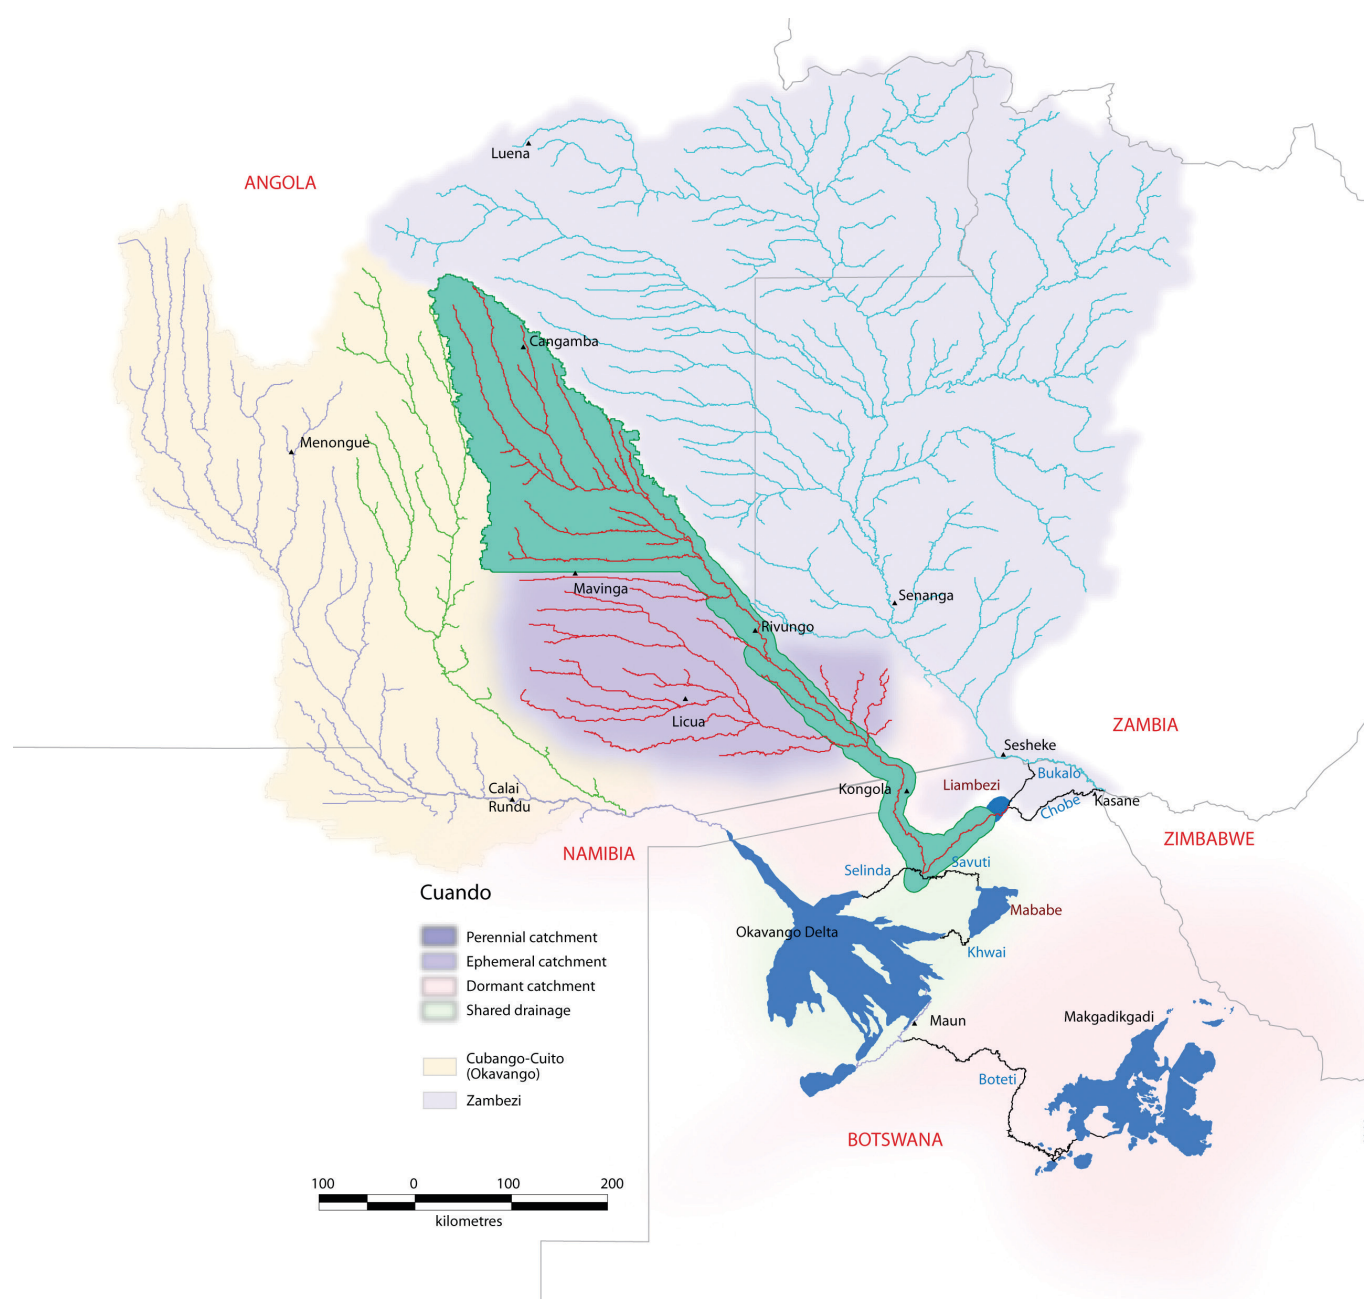 Luena
ANGOLA
Cangamba
Menongue
Mavinga
Senanga
Rivungo
Licua
ZAMBIA
Sesheke
Bukalo
Liambezi
Kongola
Calai
Rundu
Kasane
Chobe
ZIMBABWE
NAMIBIA
Selinda
Savuti
Cuando
Mababe
Okavango Delta
Perennial catchment
Khwai
Ephemeral catchment
Dormant catchment
Shared drainage
Maun
Makgadikgadi
Cubango-Cuito
(Okavango)
Boteti
Zambezi
BOTSWANA
100 0 100 200
kilometres